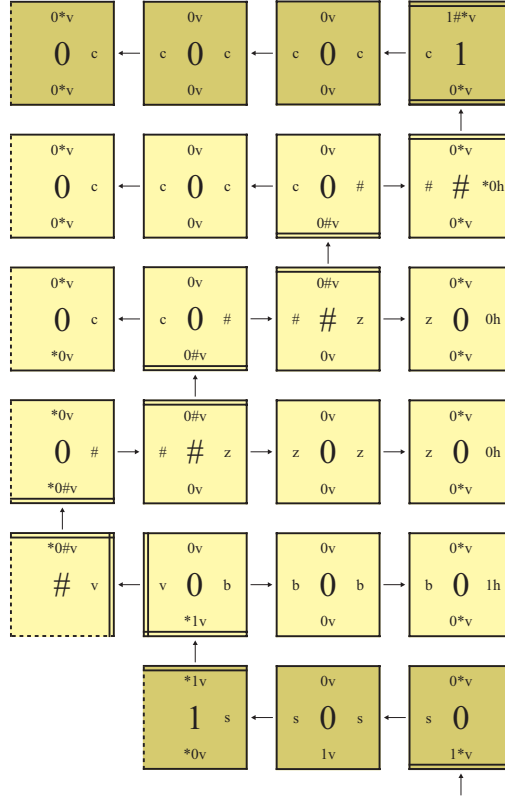 0*v 0v 0v 1#*v
0 c c 0 c c 0 c c 1
0*v 0v 0v 0*v
0*v 0v 0v 0*v
0 c c 0 c c 0 # # # *0h
0*v 0v 0#v 0*v
0*v 0v 0#v 0*v
0 c c 0 # # # z z 0 0h
*0v 0#v 0v 0*v
*0v 0#v 0v 0*v
0 # # # z z 0 z z 0 0h
*0#v 0v 0v 0*v
*0#v 0v 0v 0*v
# v v 0 b b 0 b b 0 1h
*1v 0v 0*v
*1v 0v 0*v
1 s s 0 s s 0
*0v 1v 1*v